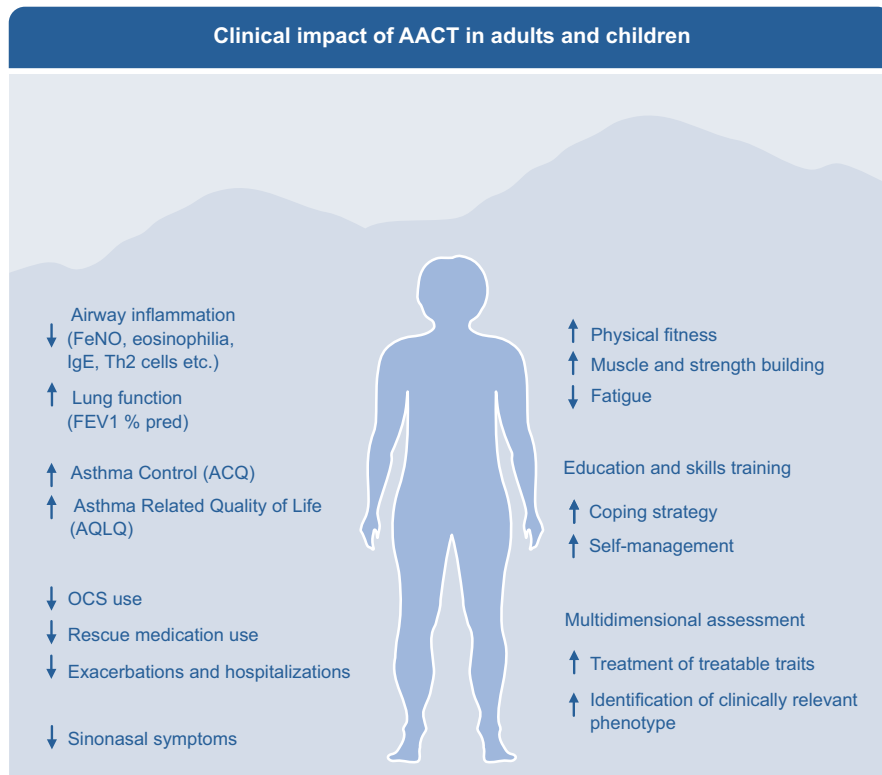 Clinical impact of AACT in adults and children
↓ Airway inflammation
(FeNO, eosinophilia,
IgE, Th2 cells etc.)
↑ Lung function
(FEV1 % pred)
↑ Asthma Control (ACQ)
↑ Asthma Related Quality of Life
(AQLQ)
↓ OCS use
↓ Rescue medication use
↓ Exacerbations and hospitalizations
↓ Sinonasal symptoms
↑ Physical fitness
↑ Muscle and strength building
↓ Fatigue
Education and skills training
↑ Coping strategy
↑ Self-management
Multidimensional assessment
↑ Treatment of treatable traits
↑ Identification of clinically relevant
phenotype